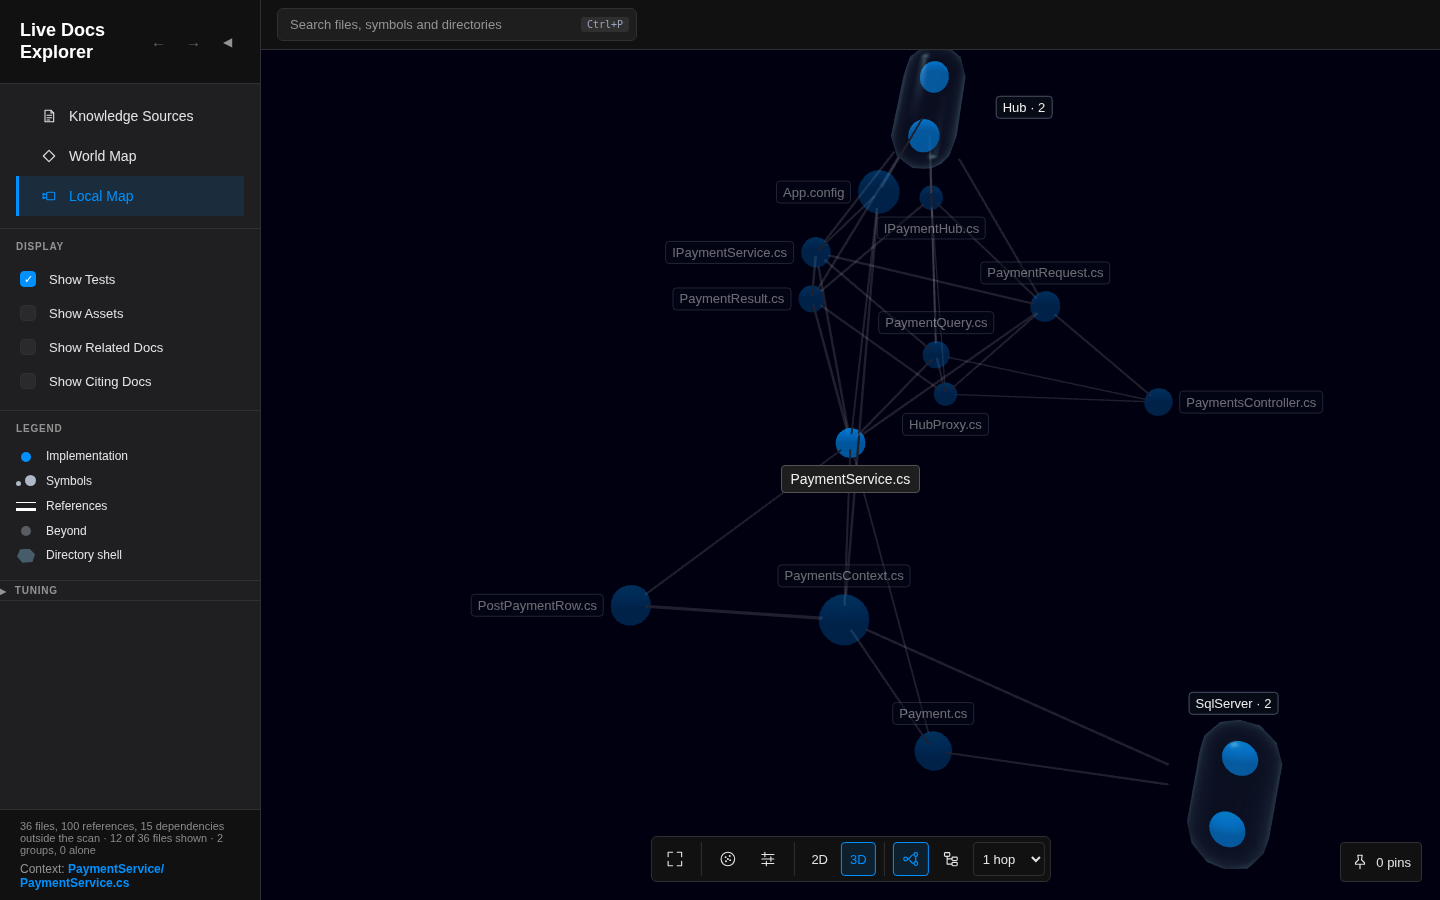 Live Docs
Explorer
← → ◀
Search files, symbols and directories
Ctrl+P
Knowledge Sources
World Map
Local Map
DISPLAY
Show Tests
Show Assets
Show Related Docs
Show Citing Docs
LEGEND
Implementation
Symbols
References
Beyond
Directory shell
TUNING
36 files, 100 references, 15 dependencies
outside the scan · 12 of 36 files shown · 2
groups, 0 alone
Context: PaymentService/
PaymentService.cs
Hub · 2
App.config
IPaymentHub.cs
IPaymentService.cs
PaymentRequest.cs
PaymentResult.cs
PaymentQuery.cs
PaymentsController.cs
HubProxy.cs
PaymentService.cs
PaymentsContext.cs
PostPaymentRow.cs
SqlServer · 2
Payment.cs
2D
3D
1 hop
0 pins